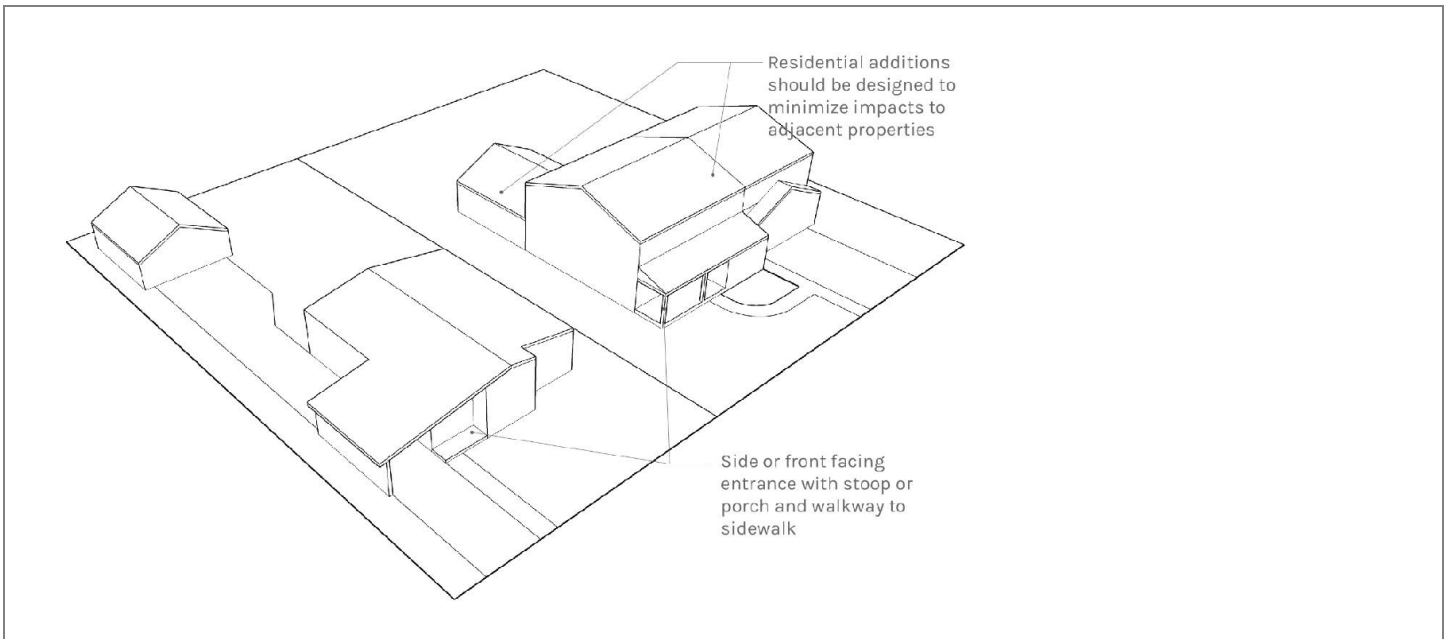 Residential additions
should be designed to
minimize impacts to
adjacent properties
Side or front facing
entrance with stoop or
porch and walkway to
sidewalk